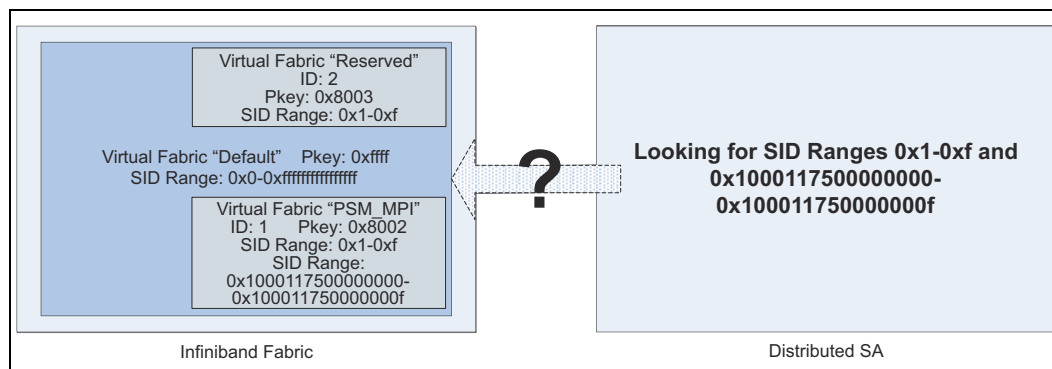 Virtual Fabric “Reserved”
ID: 2
Pkey: 0x8003
SID Range: 0x1-0xf
Virtual Fabric “Default” Pkey: 0xffff
SID Range: 0x0-0xffffffffffffffff
Virtual Fabric “PSM_MPI”
ID: 1 Pkey: 0x8002
SID Range: 0x1-0xf
SID Range:
0x1000117500000000-
0x100011750000000f
Infiniband Fabric
?
Looking for SID Ranges 0x1-0xf and
0x1000117500000000-
0x100011750000000f
Distributed SA